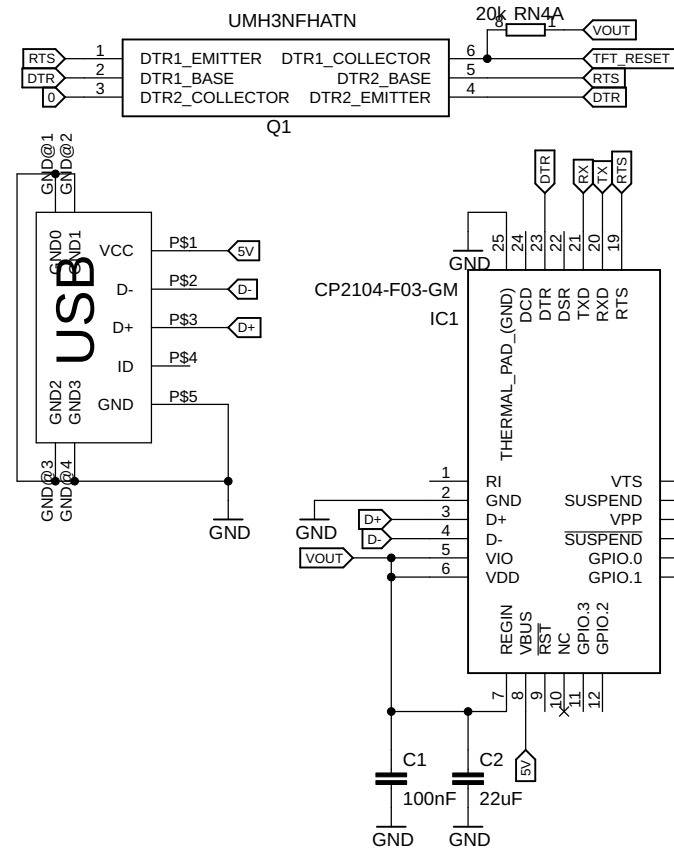 UMH3NFHATN
20k RN4A
8 1
VOUT
RTS 1 DTR1_EMITTER DTR1_COLLECTOR 6 TFT_RESET
DTR 2 DTR1_BASE DTR2_BASE 5 RTS
0 3 DTR2_COLLECTOR DTR2_EMITTER 4 DTR
Q1
GND@1
GND@2
GND0
GND1
USB
VCC P$1 5V
D- P$2 D-
D+ P$3 D+
ID P$4
GND P$5
GND2
GND3
GND@3
GND@4
GND
DTR
RX
TX
RTS
25
24
23
22
21
20
19
GND
CP2104-F03-GM
IC1
THERMAL_PAD_(GND)
DCD
DTR
DSR
TXD
RXD
RTS
1 RI VTS
2 GND SUSPEND
GND
D+ 3 D+ VPP
D- 4 D- SUSPEND
VOUT 5 VIO GPIO.0
6 VDD GPIO.1
REGIN
VBUS
RST
NC
GPIO.3
GPIO.2
7
8
9
10
11
12
5V
C1
100nF
GND
C2
22uF
GND